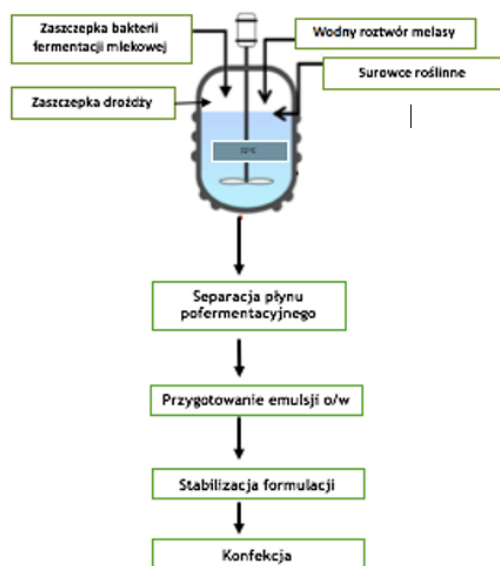 Zaszczepka bakterii
fermentacji mlekowej
Wodny roztwór melasy
Surowce roślinne
Zaszczepka drożdży
Separacja płynu
pofermentacyjnego
Przygotowanie emulsji o/w
Stabilizacja formulacji
Konfekcja